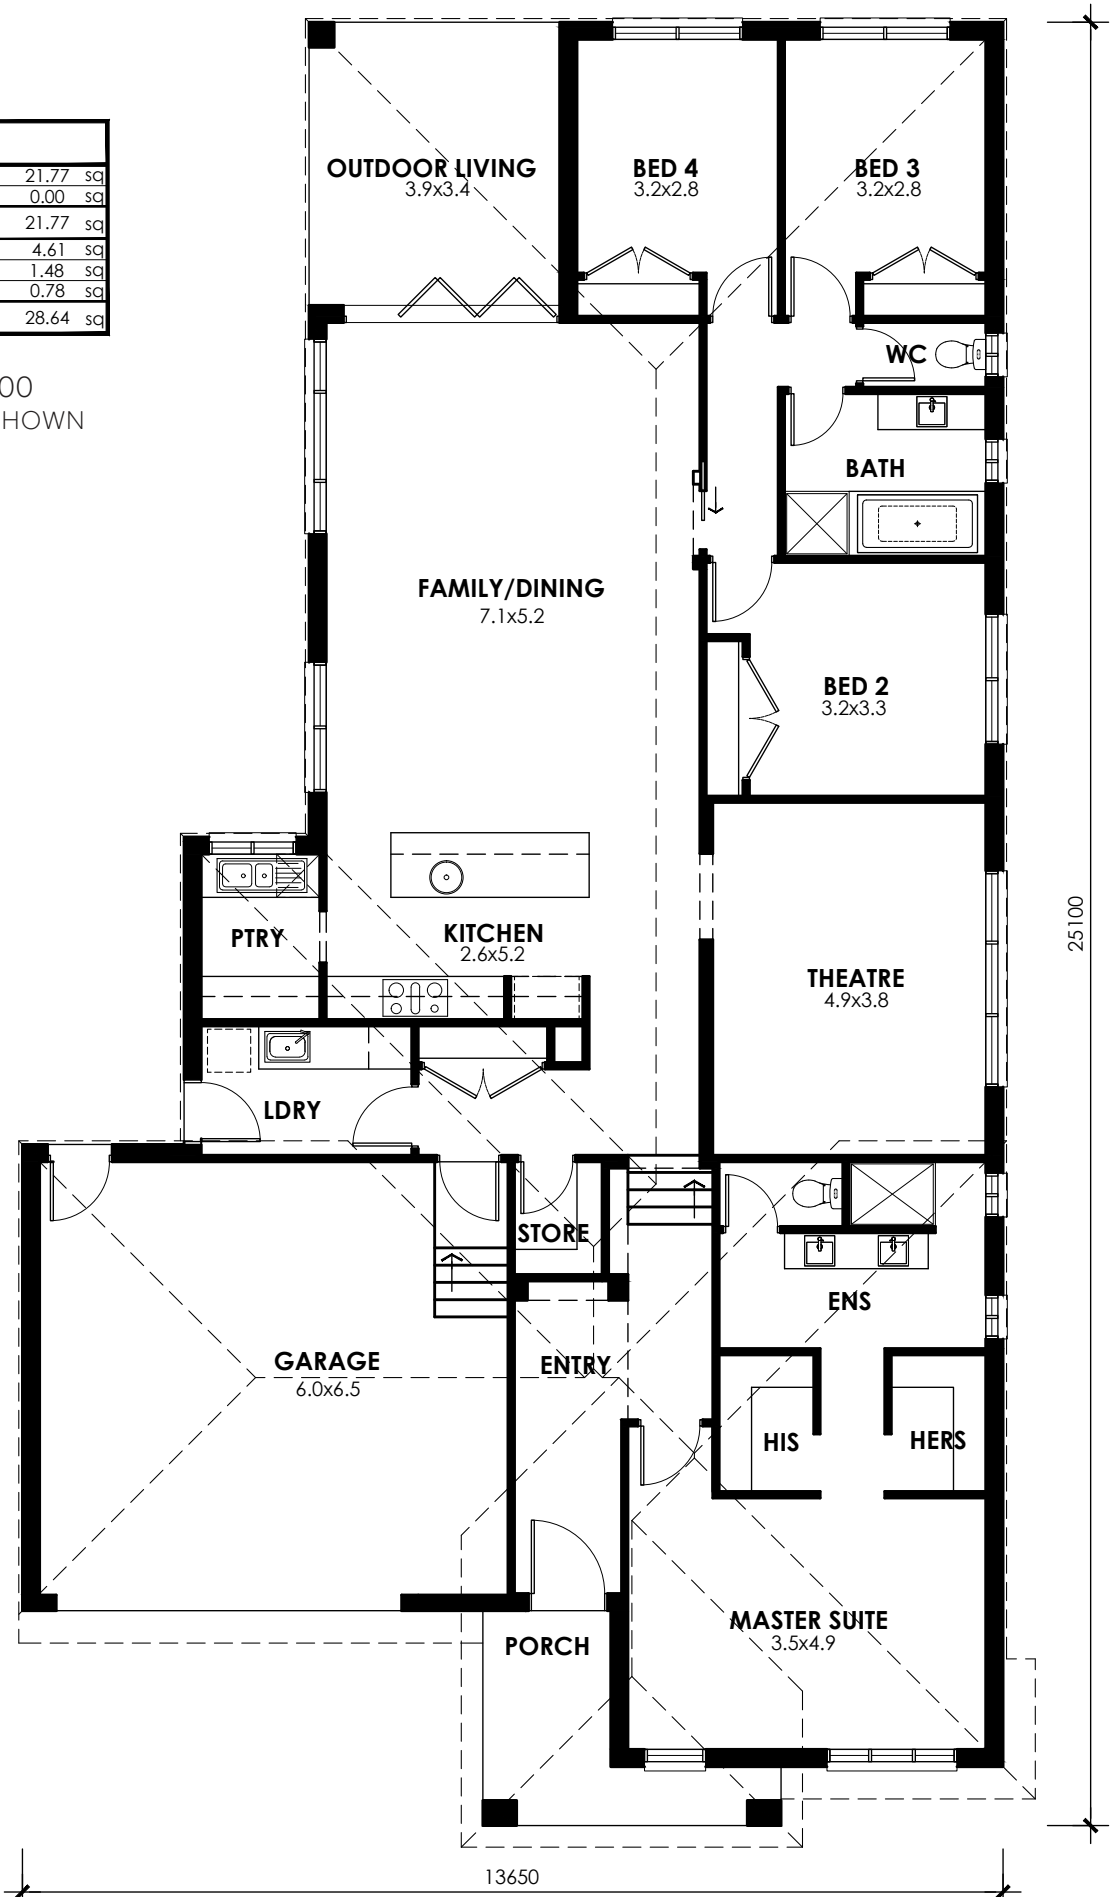 21.77 sq
0.00 sq
21.77 sq
4.61 sq
1.48 sq
0.78 sq
28.64 sq
00
HOWN
OUTDOOR LIVING
3.9x3.4
BED 4
3.2x2.8
BED 3
3.2x2.8
WC
BATH
FAMILY/DINING
7.1x5.2
BED 2
3.2x3.3
PTRY
KITCHEN
2.6x5.2
THEATRE
4.9x3.8
25100
LDRY
STORE
ENS
GARAGE
6.0x6.5
ENTRY
HIS
HERS
PORCH
MASTER SUITE
3.5x4.9
13650